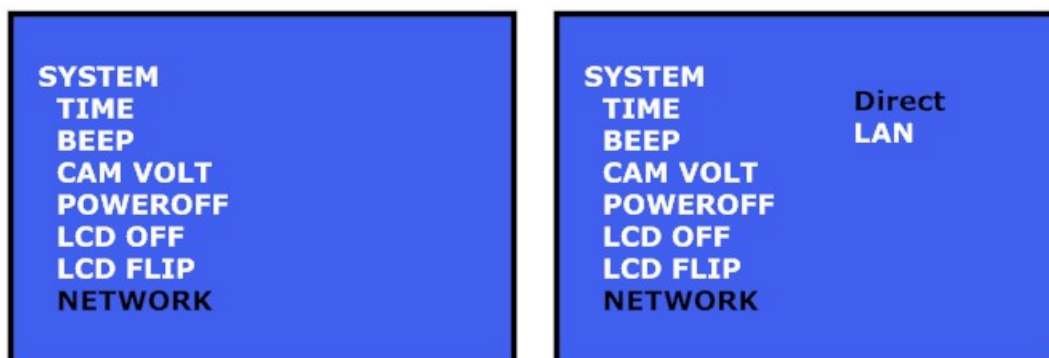 SYSTEM
TIME
BEEP
CAM VOLT
POWEROFF
LCD OFF
LCD FLIP
NETWORK
SYSTEM
TIME
BEEP
CAM VOLT
POWEROFF
LCD OFF
LCD FLIP
NETWORK
Direct
LAN